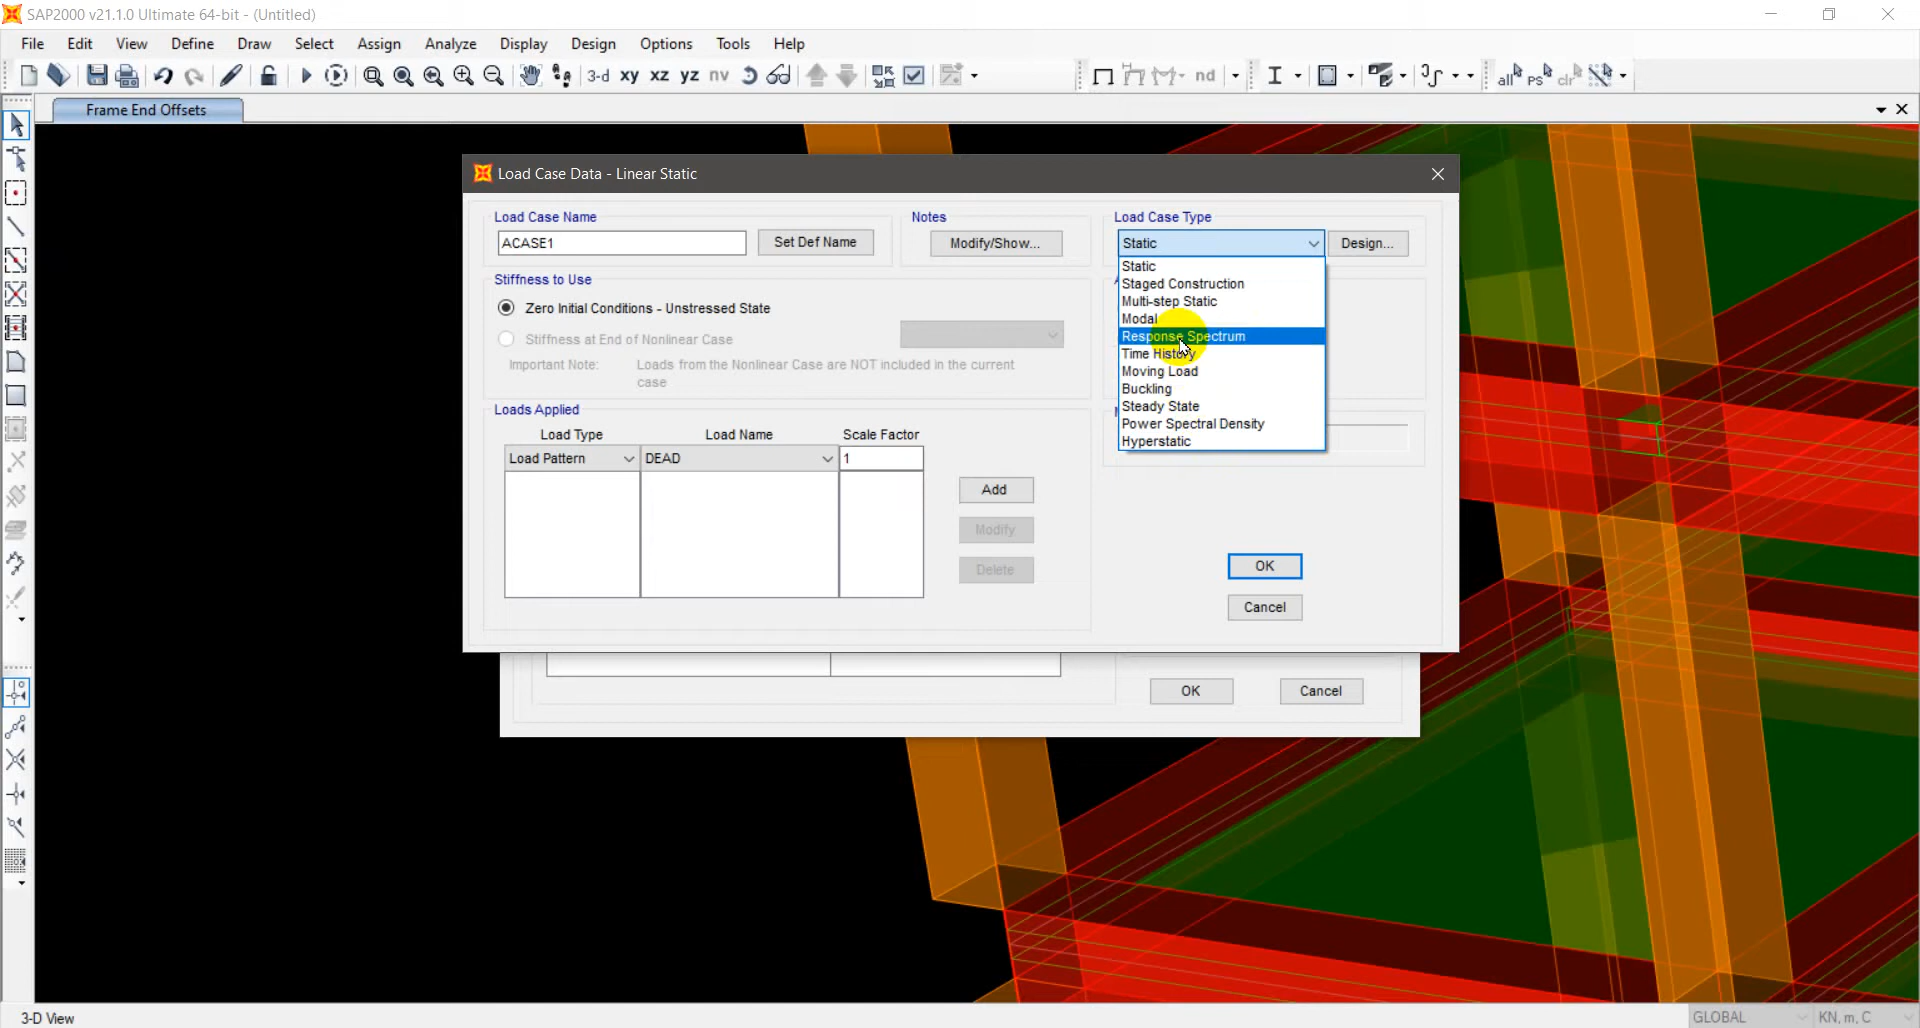 SAP2000 v21.1.0 Ultimate 64-bit - (Untitled)
File Edit View Define Draw Select Assign Analyze Display Design Options Tools Help
3-d xy xz yz nv nd all PS clr
Frame End Offsets
Load Case Data - Linear Static
Load Case Name
Notes
Load Case Type
ACASE1
Set Def Name
Modify/Show...
Static
Design...
Static
Staged Construction
Multi-step Static
Modal
Response Spectrum
Time History
Moving Load
Buckling
Steady State
Power Spectral Density
Hyperstatic
Stiffness to Use
Zero Initial Conditions - Unstressed State
Stiffness at End of Nonlinear Case
Important Note: Loads from the Nonlinear Case are NOT included in the current
case
Loads Applied
Load Type Load Name Scale Factor
Load Pattern DEAD 1
Add
Modify
Delete
OK
Cancel
OK Cancel
3-D View
GLOBAL KN, m, C